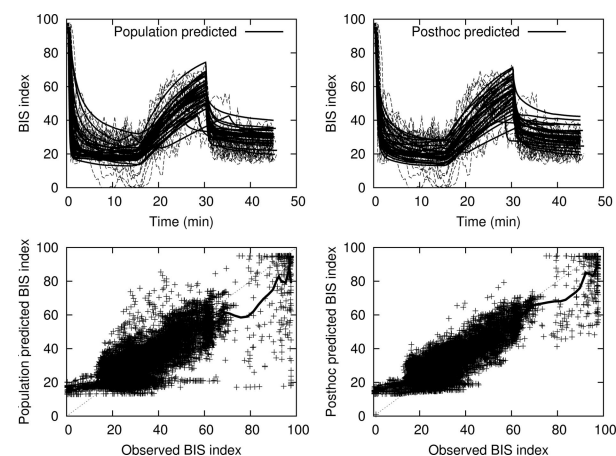 BIS index
100
80
60
40
20
0
Population predicted
0 10 20 30 40 50
Time (min)
BIS index
100
80
60
40
20
0
Posthoc predicted
0 10 20 30 40 50
Time (min)
Population predicted BIS index
100
80
60
40
20
0
0 20 40 60 80 100
Observed BIS index
Posthoc predicted BIS index
100
80
60
40
20
0
0 20 40 60 80 100
Observed BIS index